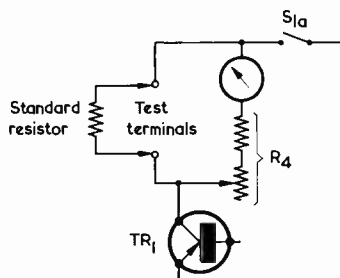 S1a
Standard
resistor
Test
terminals
R4
TR1